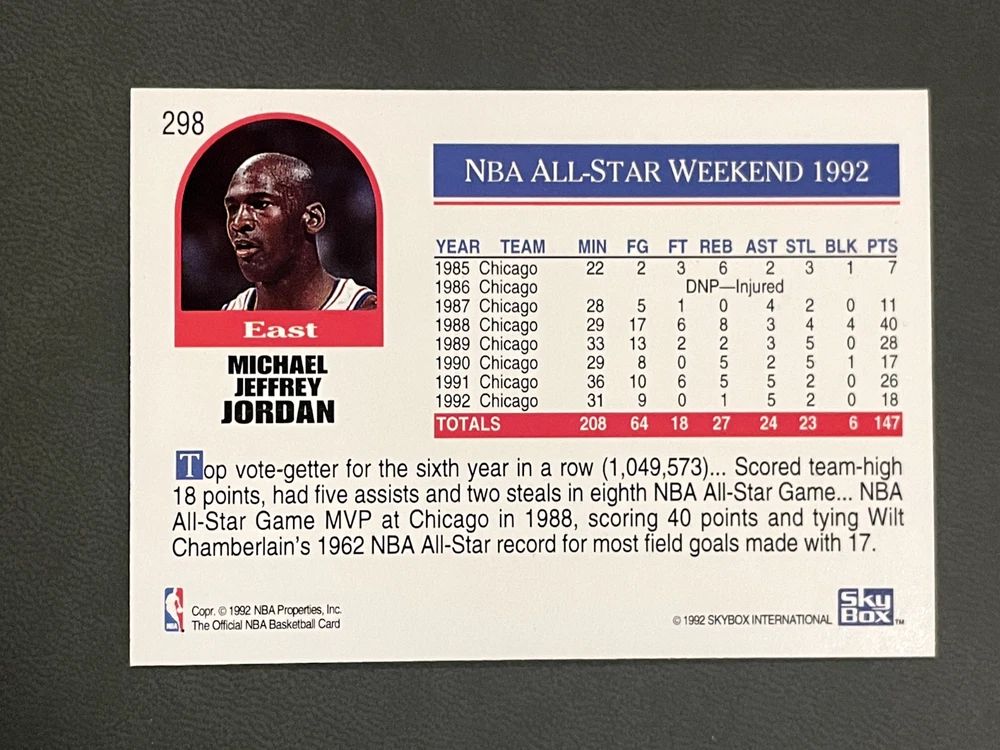 298
East
MICHAEL
JEFFREY
JORDAN
NBA ALL-STAR WEEKEND 1992
YEAR TEAM MIN FG FT REB AST STL BLK PTS
1985 Chicago 22 2 3 6 2 3 1 7
1986 Chicago DNP—Injured
1987 Chicago 28 5 1 0 4 2 0 11
1988 Chicago 29 17 6 8 3 4 4 40
1989 Chicago 33 13 2 2 3 5 0 28
1990 Chicago 29 8 0 5 2 5 1 17
1991 Chicago 36 10 6 5 5 2 0 26
1992 Chicago 31 9 0 1 5 2 0 18
TOTALS 208 64 18 27 24 23 6 147
Top vote-getter for the sixth year in a row (1,049,573)... Scored team-high
18 points, had five assists and two steals in eighth NBA All-Star Game... NBA
All-Star Game MVP at Chicago in 1988, scoring 40 points and tying Wilt
Chamberlain's 1962 NBA All-Star record for most field goals made with 17.
NBA
Copr. © 1992 NBA Properties, Inc.
The Official NBA Basketball Card
© 1992 SKYBOX INTERNATIONAL
Sky
Box™